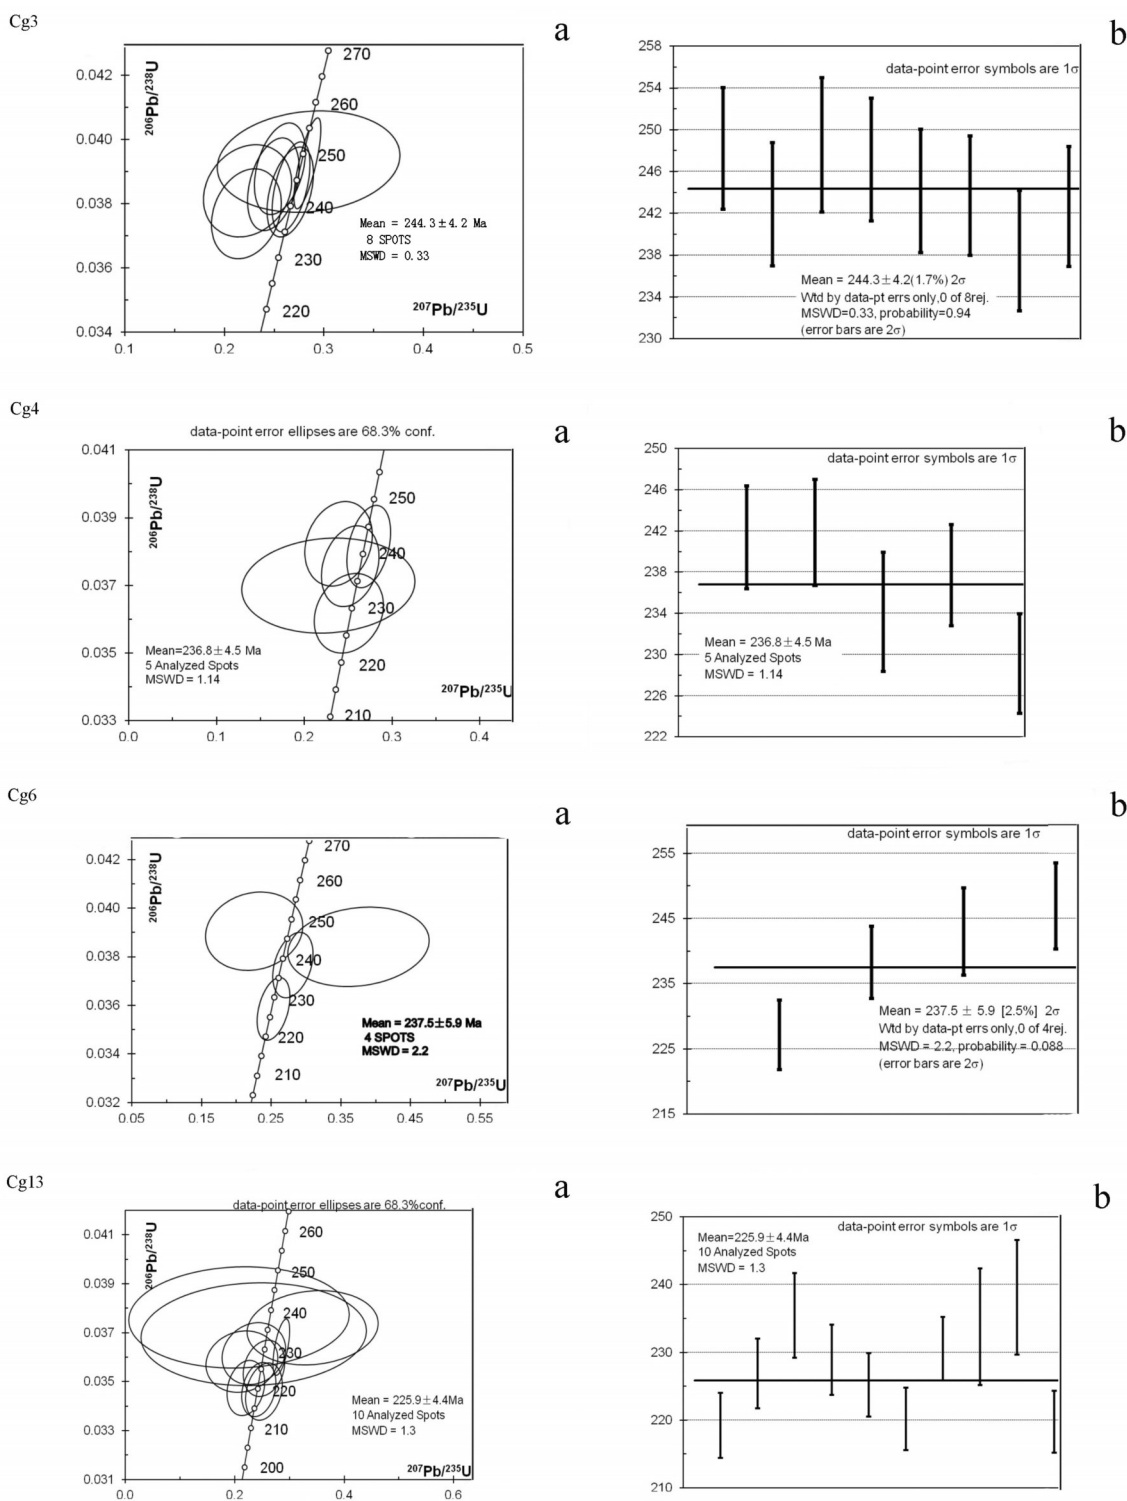 Cg3
a
b
0.042
0.040
0.038
0.036
0.034
206Pb/238U
270
260
250
240
230
220
Mean = 244.3±4.2 Ma
8 SPOTS
MSWD = 0.33
207Pb/235U
0.1
0.2
0.3
0.4
0.5
258
254
250
246
242
238
234
230
data-point error symbols are 1σ
Mean = 244.3±4.2(1.7%) 2σ
Wtd by data-pt errs only,0 of 8rej.
MSWD=0.33, probability=0.94
(error bars are 2σ)
Cg4
a
b
data-point error ellipses are 68.3% conf.
0.041
0.039
0.037
0.035
0.033
206Pb/238U
250
240
230
220
210
Mean=236.8±4.5 Ma
5 Analyzed Spots
MSWD = 1.14
207Pb/235U
0.0
0.1
0.2
0.3
0.4
250
246
242
238
234
230
226
222
data-point error symbols are 1σ
Mean = 236.8±4.5 Ma
5 Analyzed Spots
MSWD = 1.14
Cg6
a
b
0.042
0.040
0.038
0.036
0.034
0.032
206Pb/238U
270
260
250
240
230
220
210
Mean = 237.5±5.9 Ma
4 SPOTS
MSWD = 2.2
207Pb/235U
0.05
0.15
0.25
0.35
0.45
0.55
255
245
235
225
215
data-point error symbols are 1σ
Mean = 237.5 ± 5.9 [2.5%] 2σ
Wtd by data-pt errs only,0 of 4rej.
MSWD = 2.2, probability = 0.088
(error bars are 2σ)
Cg13
a
b
data-point error ellipses are 68.3%conf.
0.041
0.039
0.037
0.035
0.033
0.031
206Pb/238U
260
250
240
230
220
210
200
Mean = 225.9±4.4Ma
10 Analyzed Spots
MSWD = 1.3
207Pb/235U
0.0
0.2
0.4
0.6
250
240
230
220
210
data-point error symbols are 1σ
Mean=225.9±4.4Ma
10 Analyzed Spots
MSWD = 1.3